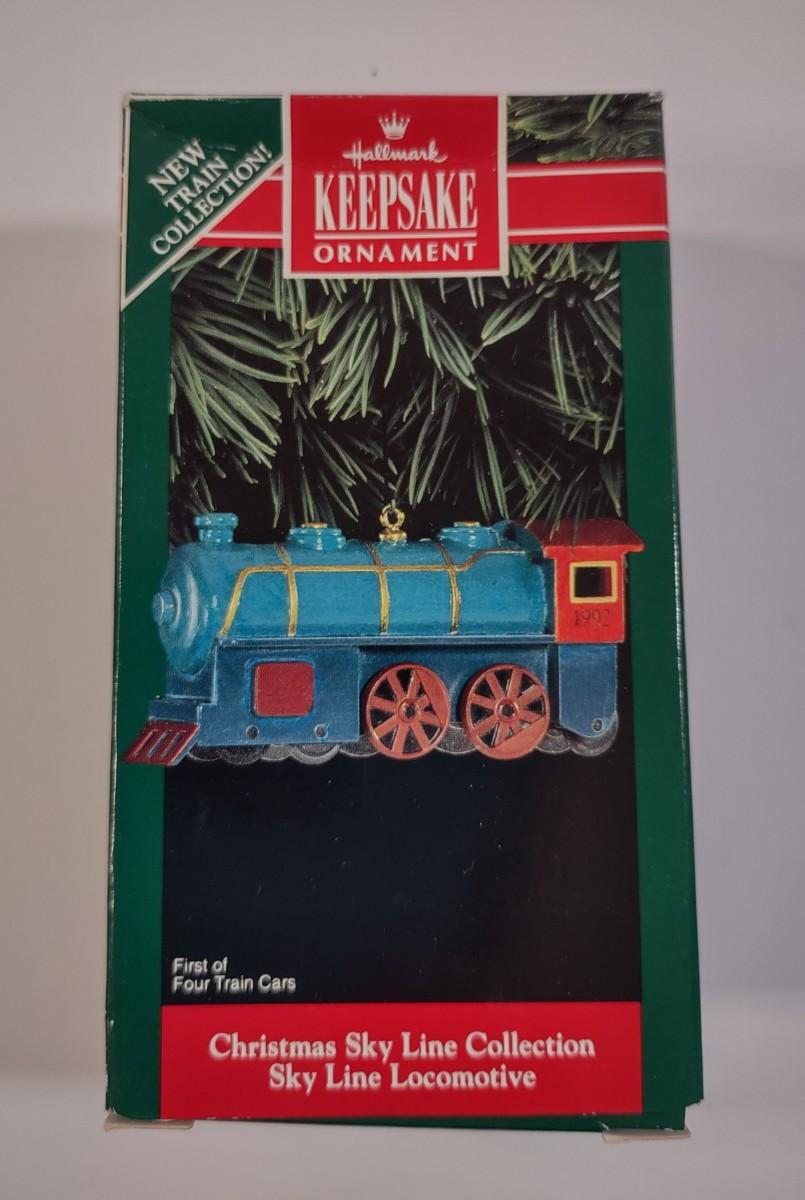 NEW
TRAIN
COLLECTION!
Hallmark
KEEPSAKE
ORNAMENT
1992
First of
Four Train Cars
Christmas Sky Line Collection
Sky Line Locomotive